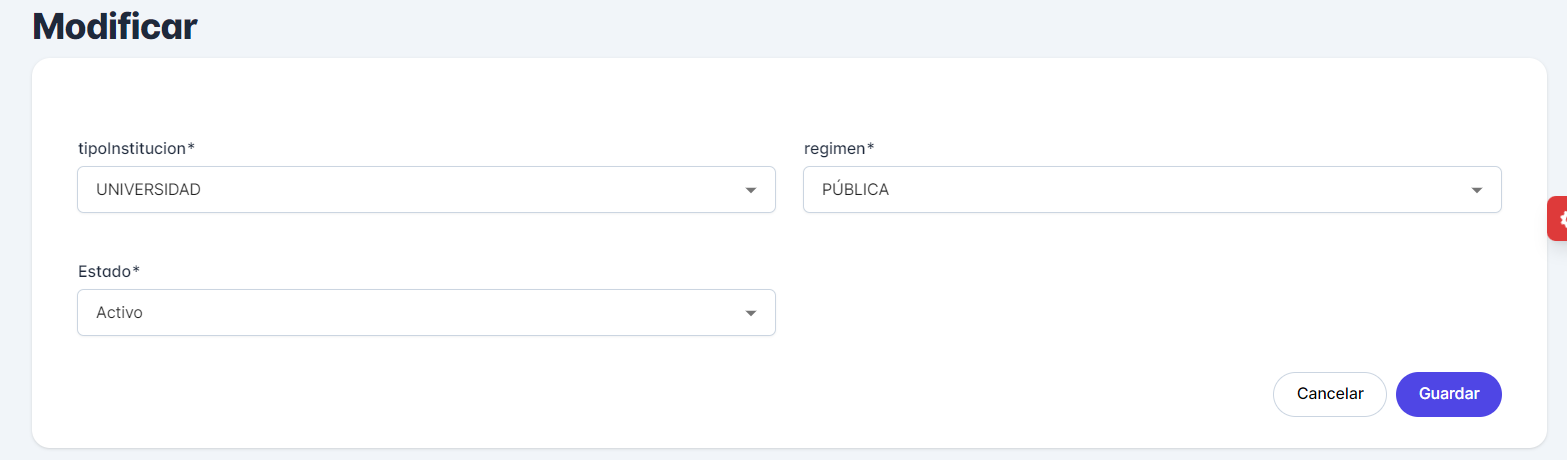 Modificar
tipoInstitucion*
regimen*
UNIVERSIDAD
PÚBLICA
Estado*
Activo
Cancelar
Guardar